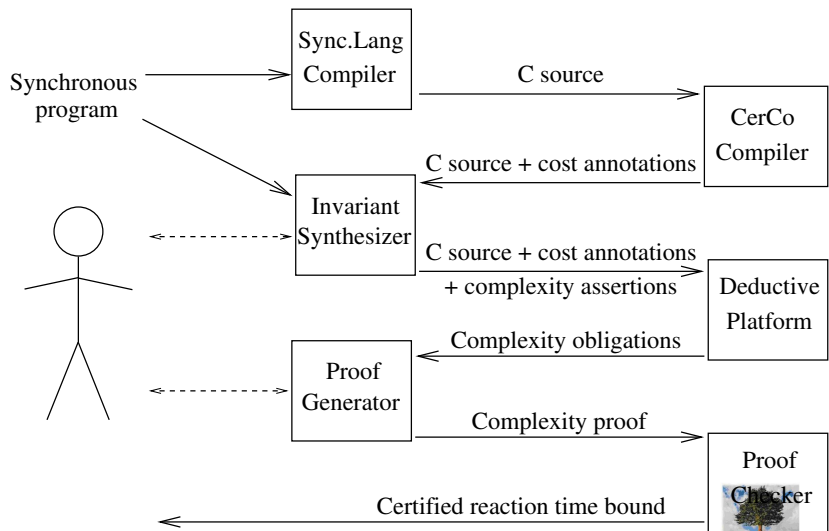 Sync.Lang
Compiler
Synchronous
program
C source
CerCo
Compiler
C source + cost annotations
Invariant
Synthesizer
C source + cost annotations
+ complexity assertions
Deductive
Platform
Complexity obligations
Proof
Generator
Complexity proof
Proof
Checker
Certified reaction time bound